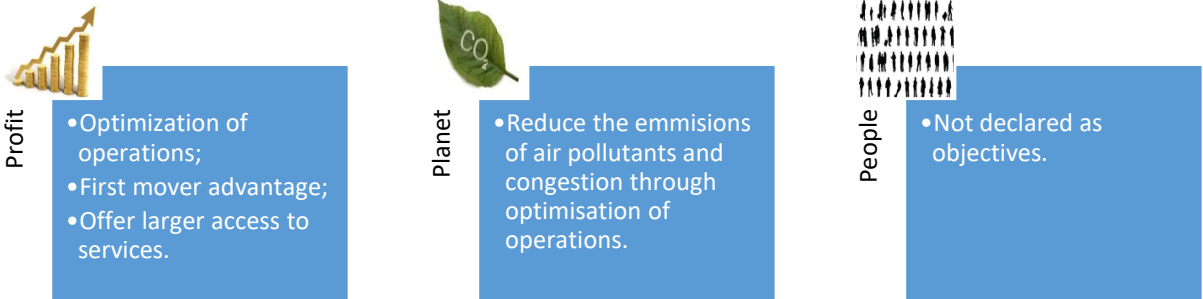 CO2
Profit
•Optimization of
operations;
•First mover advantage;
•Offer larger access to
services.
Planet
•Reduce the emmisions
of air pollutants and
congestion through
optimisation of
operations.
People
•Not declared as
objectives.